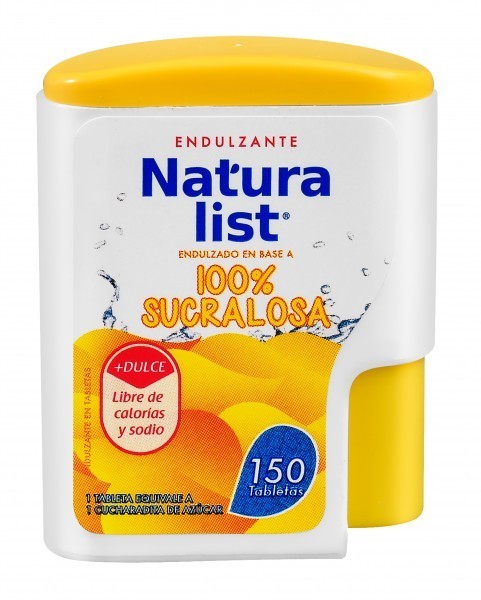 ENDULZANTE
Natura
list®
ENDULZADO EN BASE A
100%
SUCRALOSA
+DULCE
Libre de
calorías
y sodio
ENDULZANTE EN TABLETAS
150
Tabletas
1 TABLETA EQUIVALE A
1 CUCHARADITA DE AZÚCAR